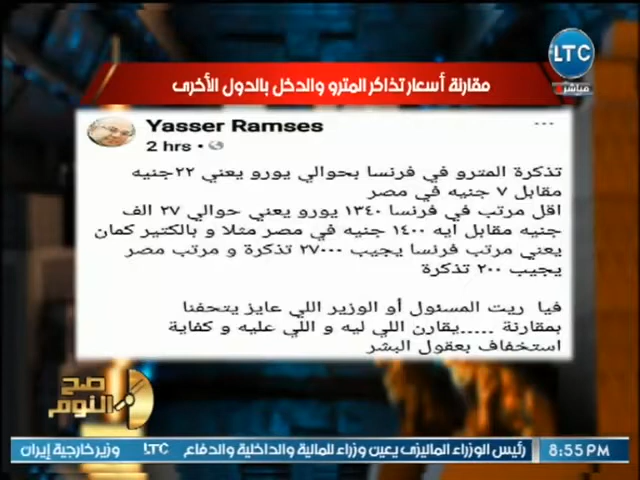 LTC
مباشر
مقارنة أسعار تذاكر المترو والدخل بالدول الأخرى
Yasser Ramses
2 hrs •
...
تذكرة المترو في فرنسا بحوالي يورو يعني ٢٢جنيه
مقابل ٧ جنيه في مصر
اقل مرتب في فرنسا ١٣٤٠ يورو يعني حوالي ٢٧ الف
جنيه مقابل آيه ١٤٠٠ جنيه في مصر مثلا و بالكتير كمان
يعني مرتب فرنسا يجيب ٢٧٠٠٠ تذكرة و مرتب مصر
يجيب ٢٠٠ تذكرة
فيا ريت المسئول أو الوزير اللي عايز يتحفنا
بمقارنة .....يقارن اللي ليه و اللي عليه و كفاية
استخفاف بعقول البشر
صح
النوم
8:55PM
رئيس الوزراء الماليزى يعين وزراء للمالية والداخلية والدفاع LTC وزير خارجية إيران